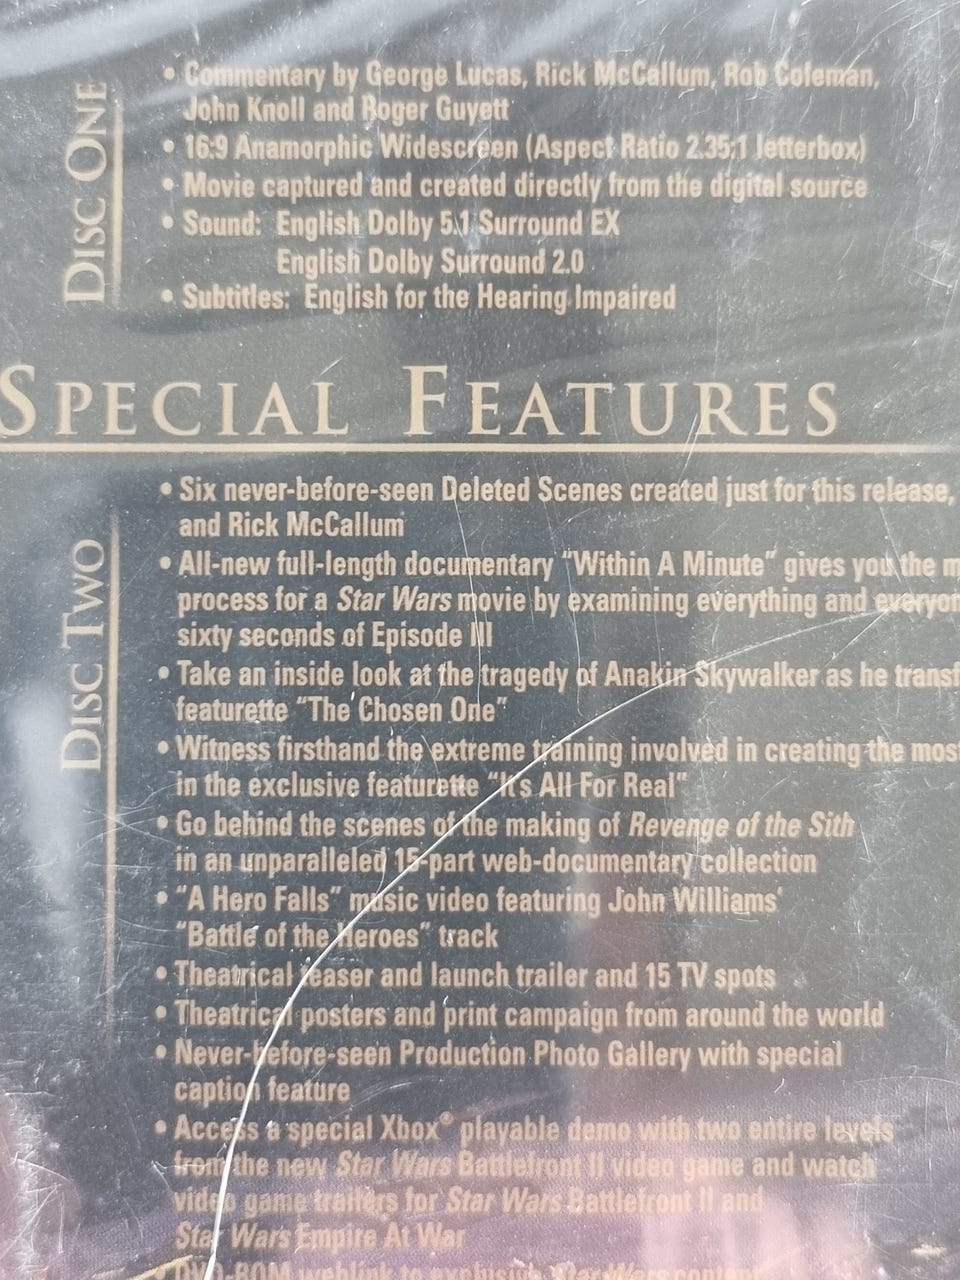 DISC ONE
• Commentary by George Lucas, Rick McCallum, Rob Coleman,
John Knoll and Roger Guyett
• 16:9 Anamorphic Widescreen (Aspect Ratio 2.35:1 letterbox)
• Movie captured and created directly from the digital source
• Sound: English Dolby 5.1 Surround EX
English Dolby Surround 2.0
• Subtitles: English for the Hearing Impaired
SPECIAL FEATURES
DISC TWO
• Six never-before-seen Deleted Scenes created just for this release,
and Rick McCallum
• All-new full-length documentary "Within A Minute" gives you the m
process for a Star Wars movie by examining everything and everyon
sixty seconds of Episode III
• Take an inside look at the tragedy of Anakin Skywalker as he transf
featurette "The Chosen One"
• Witness firsthand the extreme training involved in creating the most
in the exclusive featurette "It's All For Real"
• Go behind the scenes of the making of Revenge of the Sith
in an unparalleled 15-part web-documentary collection
• "A Hero Falls" music video featuring John Williams'
"Battle of the Heroes" track
• Theatrical teaser and launch trailer and 15 TV spots
• Theatrical posters and print campaign from around the world
• Never-before-seen Production Photo Gallery with special
caption feature
• Access a special Xbox® playable demo with two entire levels
from the new Star Wars Battlefront II video game and watch
video game trailers for Star Wars Battlefront II and
Star Wars Empire At War
• DVD-ROM weblink to exclusive Star Wars content